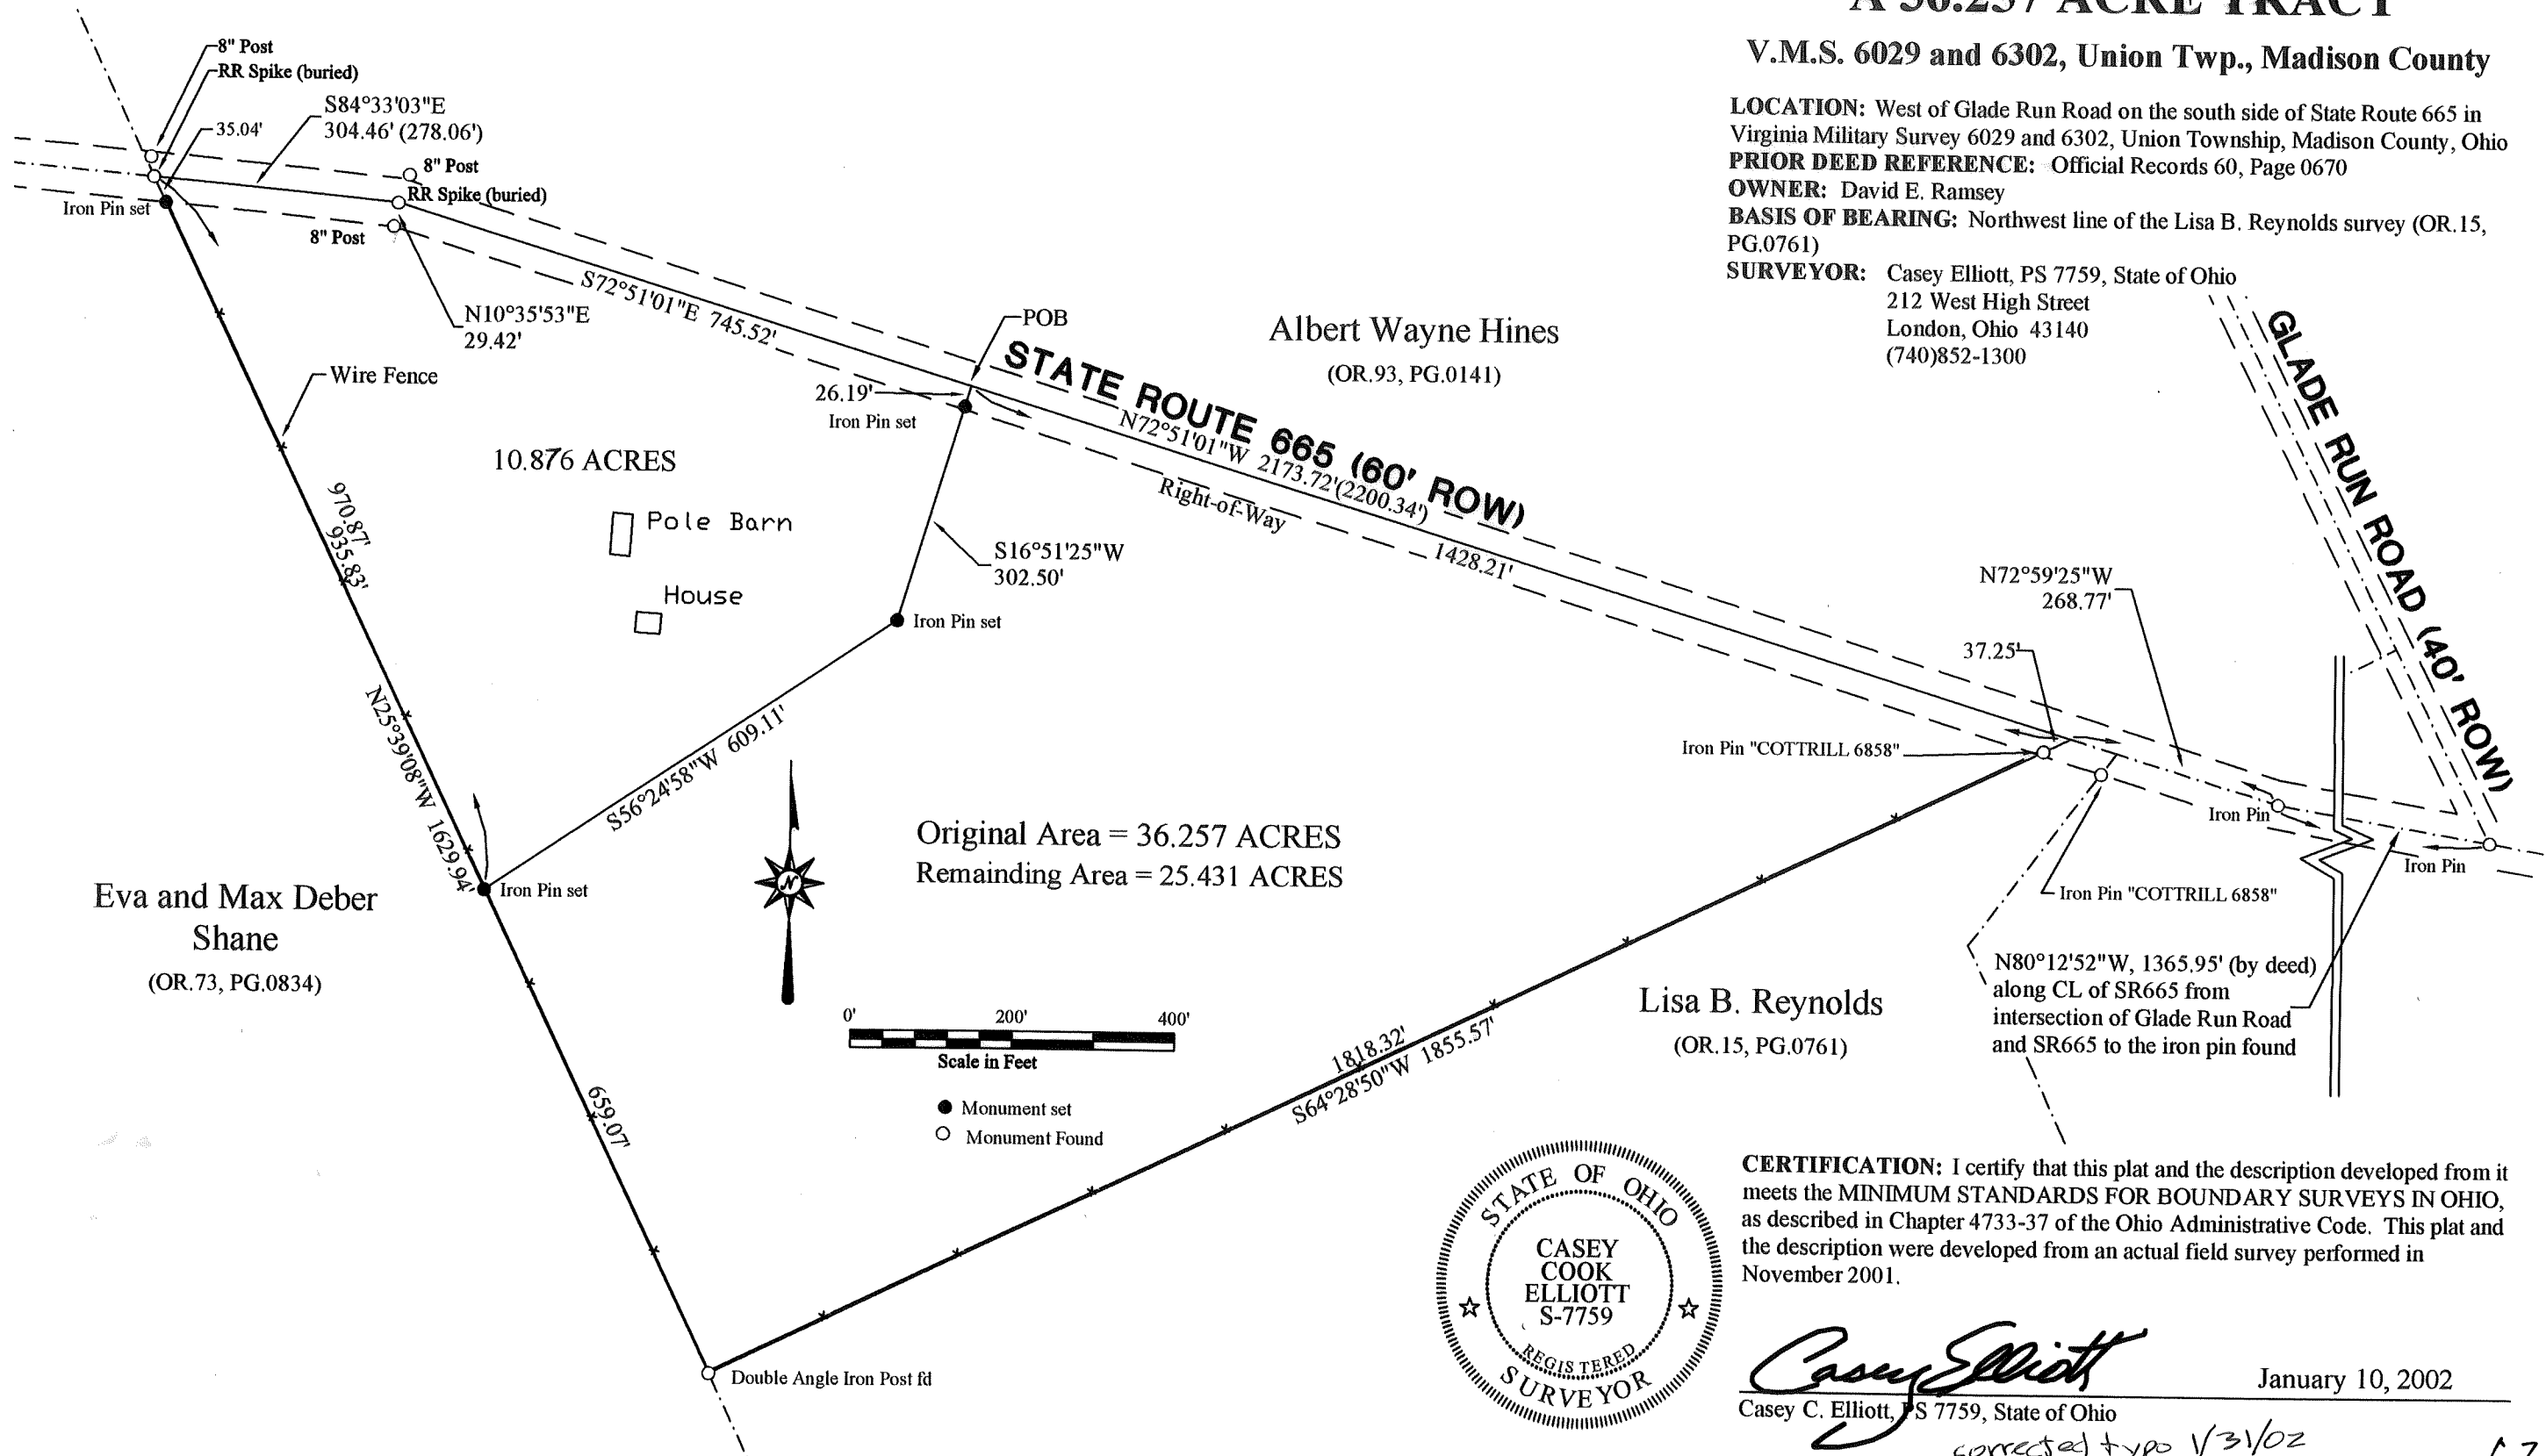 A 36.257 ACRE TRACT
V.M.S. 6029 and 6302, Union Twp., Madison County
LOCATION: West of Glade Run Road on the south side of State Route 665 in
Virginia Military Survey 6029 and 6302, Union Township, Madison County, Ohio
PRIOR DEED REFERENCE: Official Records 60, Page 0670
OWNER: David E. Ramsey
BASIS OF BEARING: Northwest line of the Lisa B. Reynolds survey (OR.15,
PG.0761)
SURVEYOR: Casey Elliott, PS 7759, State of Ohio
212 West High Street
London, Ohio 43140
(740)852-1300
8" Post
RR Spike (buried)
S84°33'03"E
304.46' (278.06')
35.04'
8" Post
RR Spike (buried)
Iron Pin set
8" Post
N10°35'53"E
29.42'
S72°51'01"E 745.52'
POB
Albert Wayne Hines
(OR.93, PG.0141)
Wire Fence
26.19'
Iron Pin set
STATE ROUTE 665 (60' ROW)
N72°51'01"W 2173.72'(2200.34')
Right-of-Way
1428.21'
GLADE RUN ROAD (40' ROW)
10.876 ACRES
970.87'
935.83'
Pole Barn
House
S16°51'25"W
302.50'
Iron Pin set
N72°59'25"W
268.77'
37.25'
Iron Pin "COTTRILL 6858"
Iron Pin
Iron Pin
Iron Pin "COTTRILL 6858"
N25°39'08"W 1629.94'
S56°24'58"W 609.11'
Iron Pin set
Original Area = 36.257 ACRES
Remainding Area = 25.431 ACRES
Eva and Max Deber
Shane
(OR.73, PG.0834)
N
N80°12'52"W, 1365.95' (by deed)
along CL of SR665 from
intersection of Glade Run Road
and SR665 to the iron pin found
Lisa B. Reynolds
(OR.15, PG.0761)
0' 200' 400'
Scale in Feet
1818.32'
S64°28'50"W 1855.57'
659.07'
Monument set
Monument Found
Double Angle Iron Post fd
STATE OF OHIO
CASEY
COOK
ELLIOTT
S-7759
REGISTERED
SURVEYOR
CERTIFICATION: I certify that this plat and the description developed from it
meets the MINIMUM STANDARDS FOR BOUNDARY SURVEYS IN OHIO,
as described in Chapter 4733-37 of the Ohio Administrative Code. This plat and
the description were developed from an actual field survey performed in
November 2001.
Casey Elliott
January 10, 2002
Casey C. Elliott, PS 7759, State of Ohio
corrected typo 1/31/02